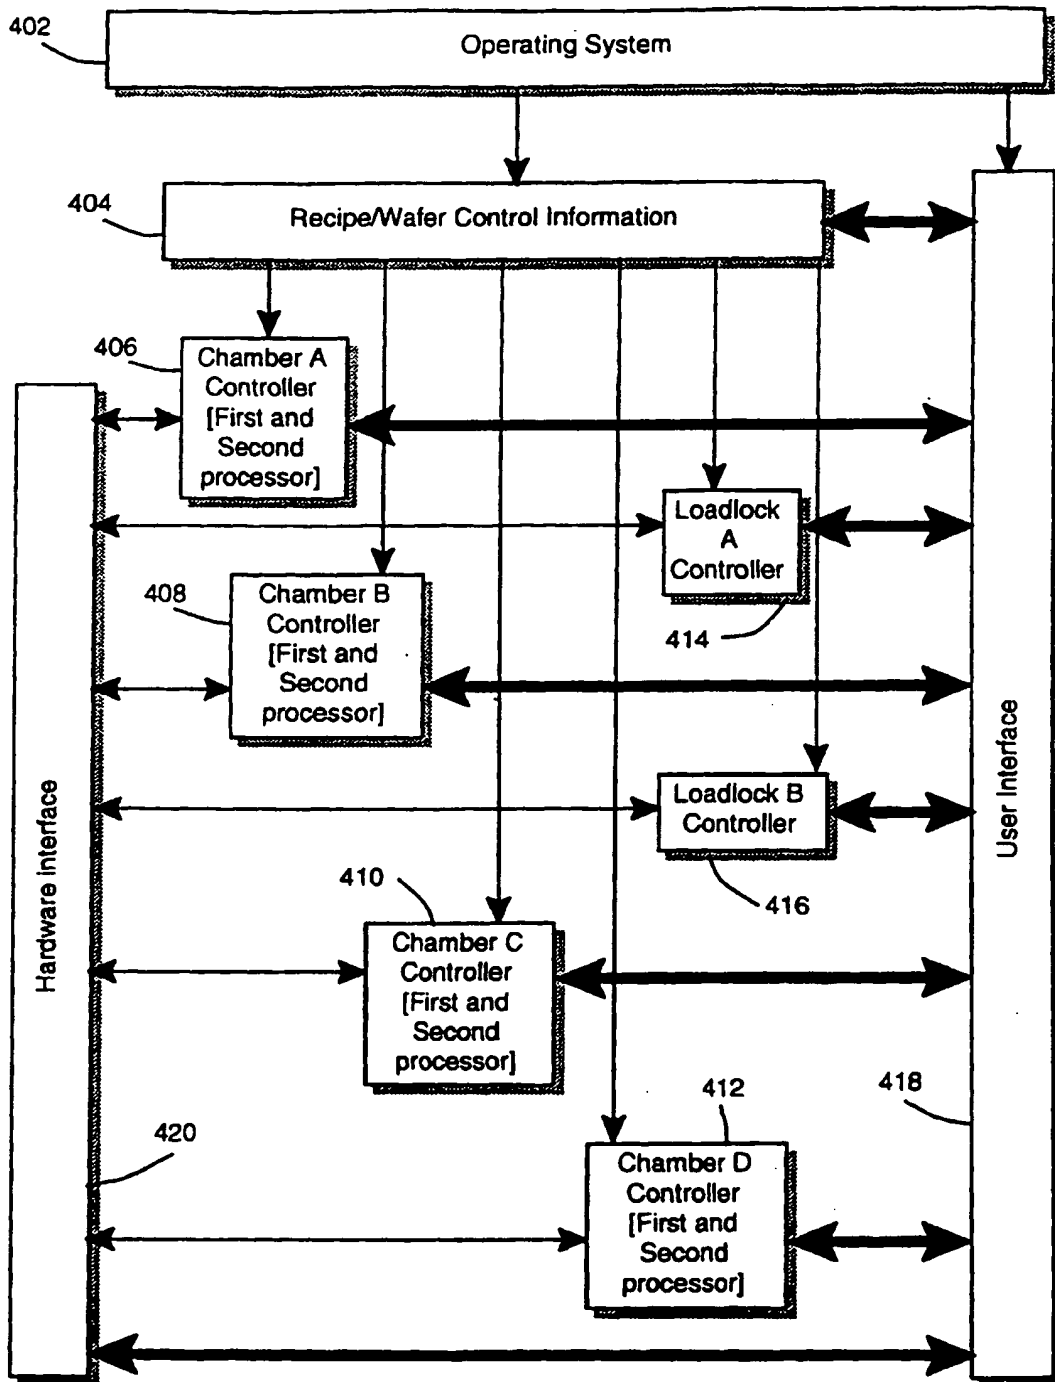 402
Operating System
404
Recipe/Wafer Control Information
406
Chamber A
Controller
[First and
Second
processor]
Loadlock
A
Controller
414
408
Chamber B
Controller
[First and
Second
processor]
Hardware Interface
User Interface
Loadlock B
Controller
416
410
Chamber C
Controller
[First and
Second
processor]
418
412
420
Chamber D
Controller
[First and
Second
processor]